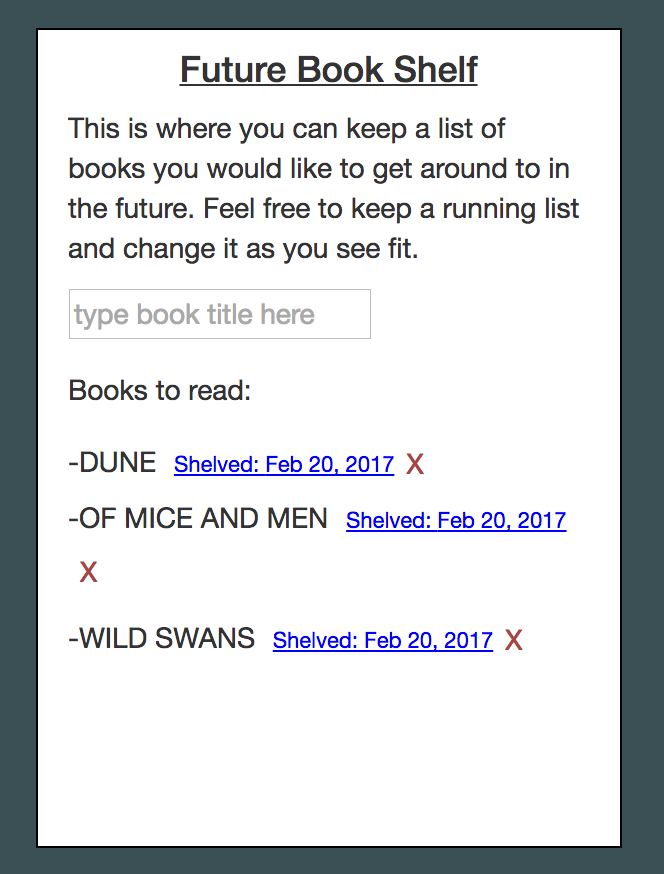 Future Book Shelf
This is where you can keep a list of
books you would like to get around to in
the future. Feel free to keep a running list
and change it as you see fit.
type book title here
Books to read:
-DUNE Shelved: Feb 20, 2017 X
-OF MICE AND MEN Shelved: Feb 20, 2017
X
-WILD SWANS Shelved: Feb 20, 2017 X